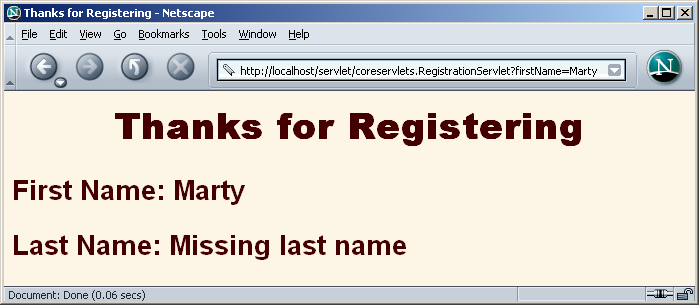 Thanks for Registering - Netscape
File Edit View Go Bookmarks Tools Window Help
http://localhost/servlet/coreservlets.RegistrationServlet?firstName=Marty
N
Thanks for Registering
First Name: Marty
Last Name: Missing last name
Document: Done (0.06 secs)